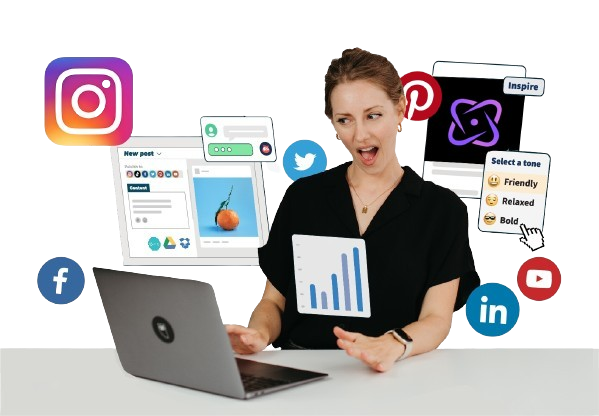 Inspire
New post
Content
Select a tone
Friendly
Relaxed
Bold
in